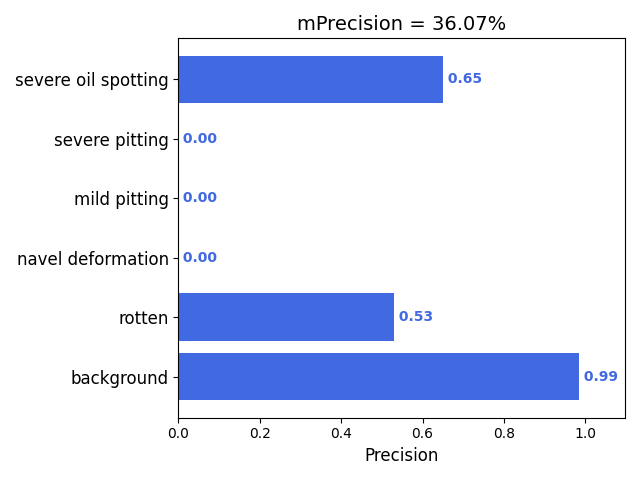 mPrecision = 36.07%
severe oil spotting 0.65
severe pitting 0.00
mild pitting 0.00
navel deformation 0.00
rotten 0.53
background 0.99
0.0 0.2 0.4 0.6 0.8 1.0
Precision